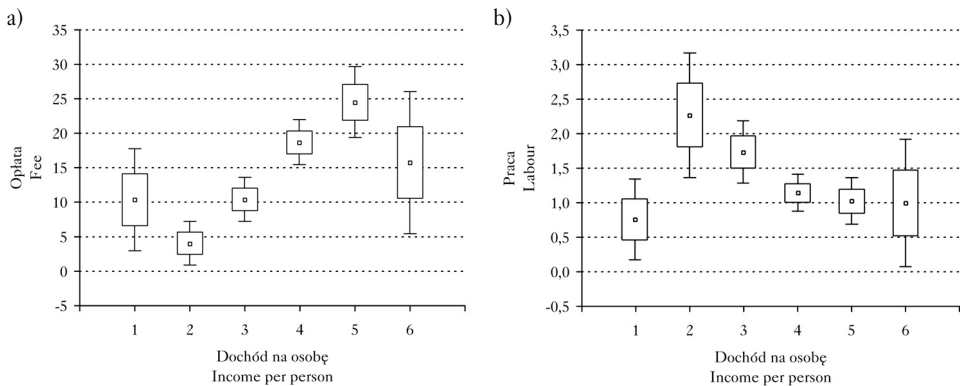 a)
35
30
25
20
15
10
5
0
-5
Opłata
Fee
1 2 3 4 5 6
Dochód na osobę
Income per person
b)
3,5
3,0
2,5
2,0
1,5
1,0
0,5
0,0
-0,5
Praca
Labour
1 2 3 4 5 6
Dochód na osobę
Income per person